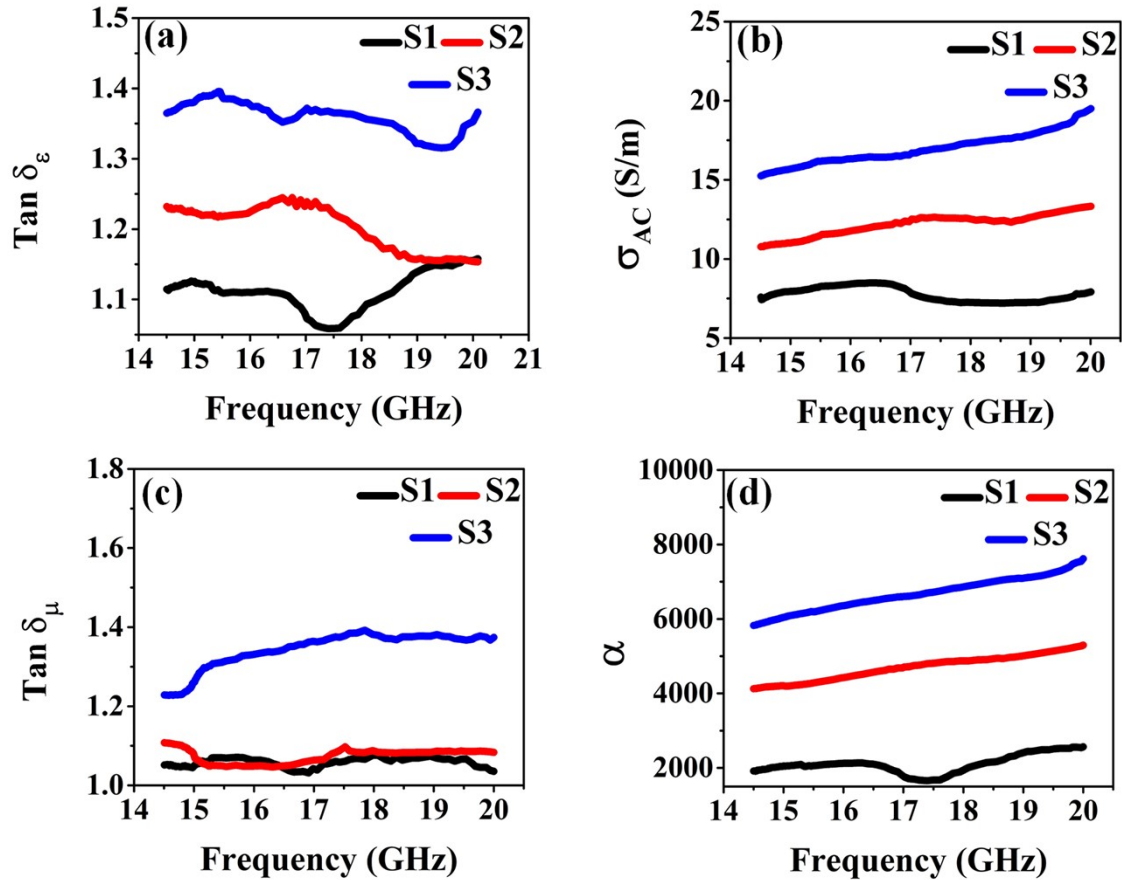 (a)
S1 S2
S3
1.5
1.4
1.3
1.2
1.1
Tan δε
14 15 16 17 18 19 20 21
Frequency (GHz)
(b)
S1 S2
S3
25
20
15
10
5
σAC (S/m)
14 15 16 17 18 19 20
Frequency (GHz)
(c)
S1 S2
S3
1.8
1.6
1.4
1.2
1.0
Tan δμ
14 15 16 17 18 19 20
Frequency (GHz)
(d)
S1 S2
S3
10000
8000
6000
4000
2000
α
14 15 16 17 18 19 20
Frequency (GHz)